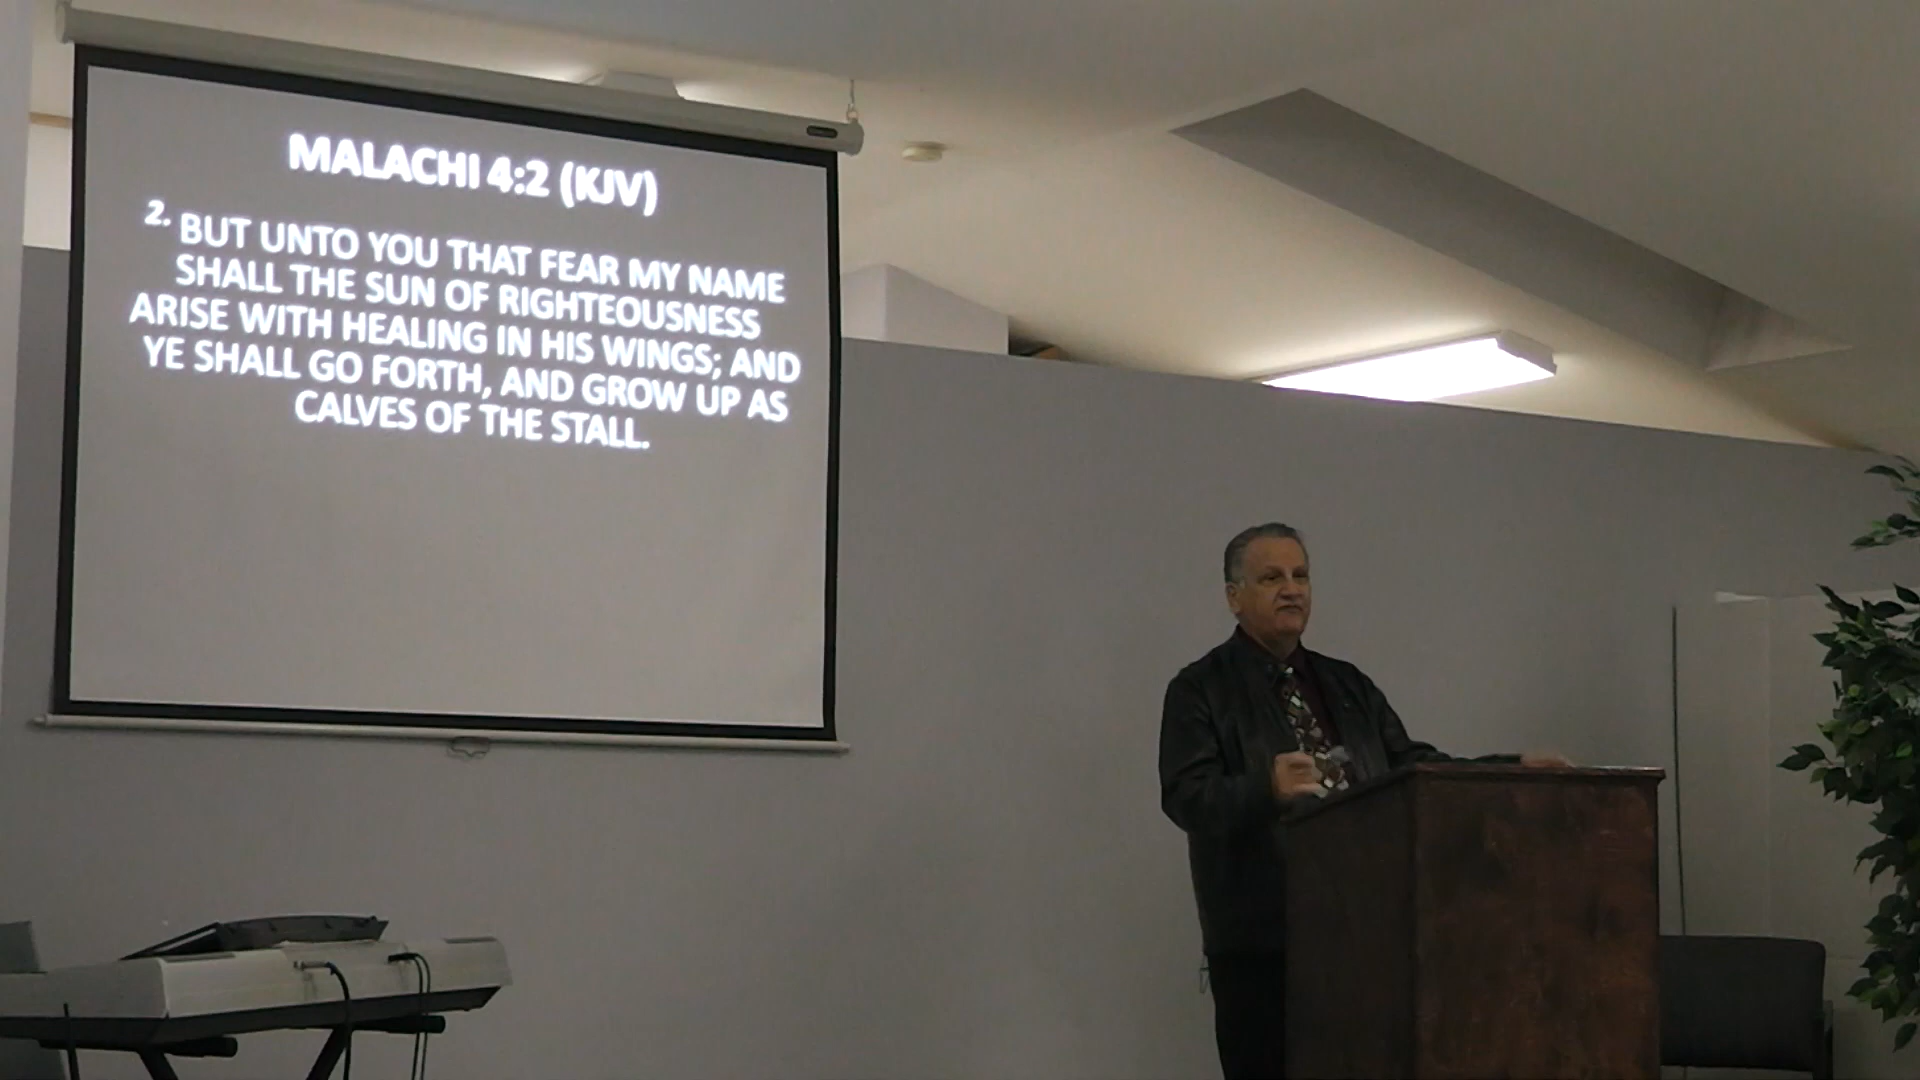 MALACHI 4:2 (KJV)
2. BUT UNTO YOU THAT FEAR MY NAME
SHALL THE SUN OF RIGHTEOUSNESS
ARISE WITH HEALING IN HIS WINGS; AND
YE SHALL GO FORTH, AND GROW UP AS
CALVES OF THE STALL.